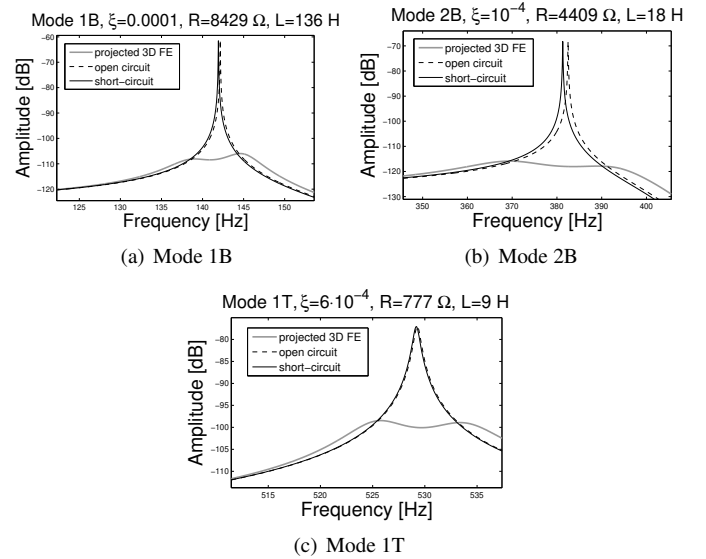 Mode 1B, ξ=0.0001, R=8429 Ω, L=136 H
Amplitude [dB]
−60
−70
−80
−90
−100
−110
−120
projected 3D FE
open circuit
short−circuit
125 130 135 140 145 150
Frequency [Hz]
(a) Mode 1B
Mode 2B, ξ=10⁻⁴, R=4409 Ω, L=18 H
Amplitude [dB]
−70
−80
−90
−100
−110
−120
−130
projected 3D FE
open circuit
short−circuit
350 360 370 380 390 400
Frequency [Hz]
(b) Mode 2B
Mode 1T, ξ=6·10⁻⁴, R=777 Ω, L=9 H
Amplitude [dB]
−80
−85
−90
−95
−100
−105
−110
projected 3D FE
open circuit
short−circuit
515 520 525 530 535
Frequency [Hz]
(c) Mode 1T